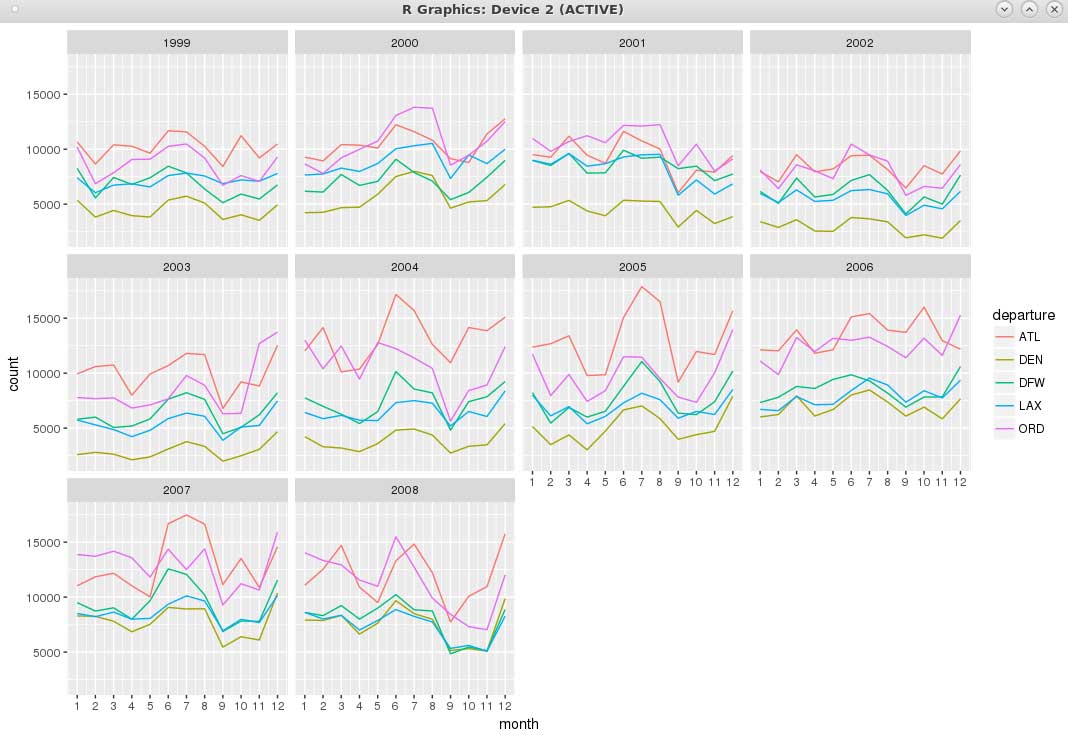 R Graphics: Device 2 (ACTIVE)
1999 2000 2001 2002
15000
10000
5000
2003 2004 2005 2006
15000
10000
5000
1 2 3 4 5 6 7 8 9 10 11 12 1 2 3 4 5 6 7 8 9 10 11 12
2007 2008
15000
10000
5000
1 2 3 4 5 6 7 8 9 10 11 12 1 2 3 4 5 6 7 8 9 10 11 12
month
count
departure
ATL
DEN
DFW
LAX
ORD